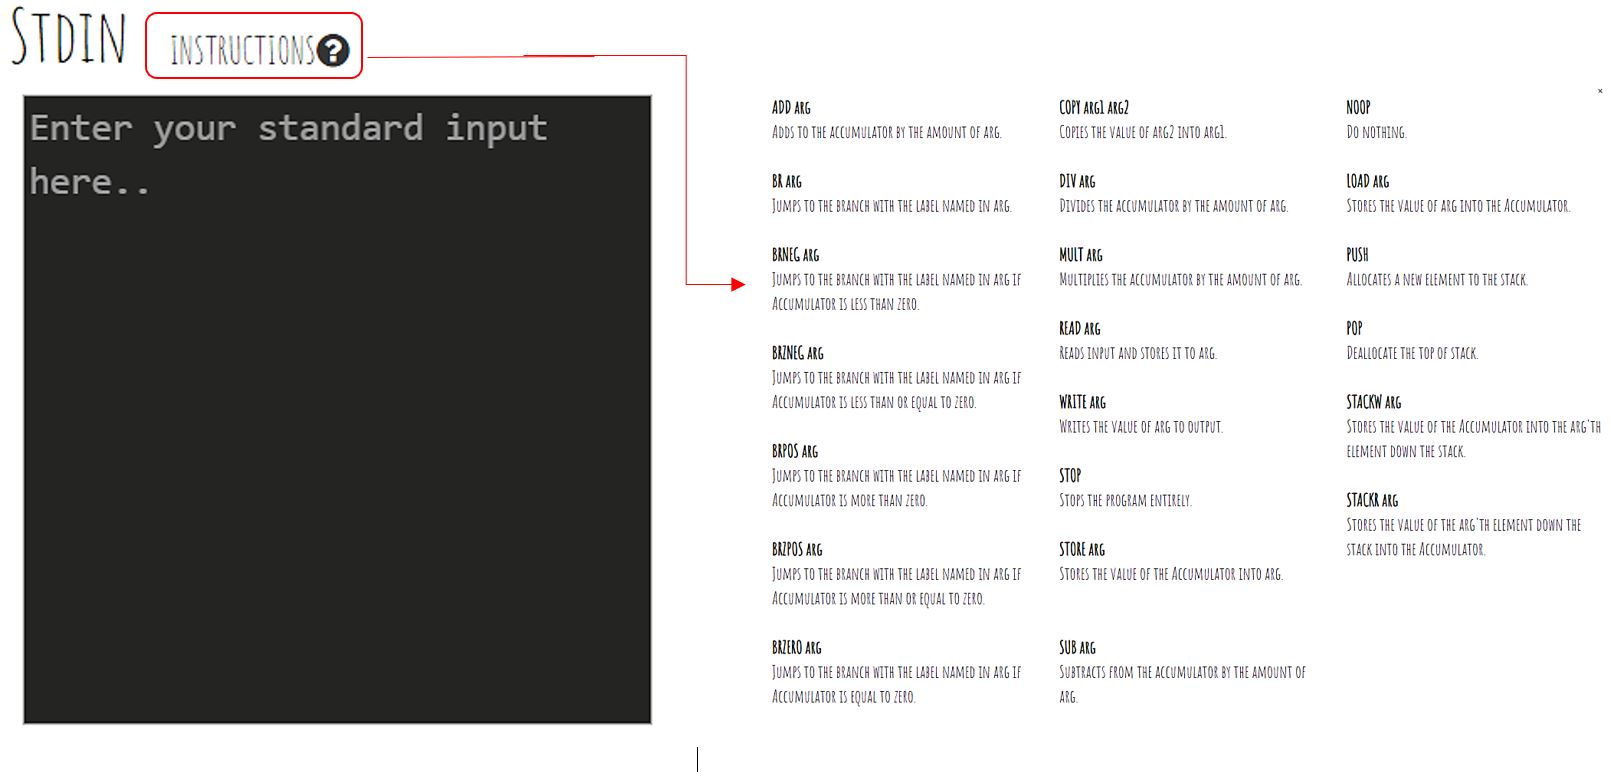 STDIN INSTRUCTIONS?
Enter your standard input
here..
ADD ARG
ADDS TO THE ACCUMULATOR BY THE AMOUNT OF ARG.
BR ARG
JUMPS TO THE BRANCH WITH THE LABEL NAMED IN ARG.
BRNEG ARG
JUMPS TO THE BRANCH WITH THE LABEL NAMED IN ARG IF
ACCUMULATOR IS LESS THAN ZERO.
BRZNEG ARG
JUMPS TO THE BRANCH WITH THE LABEL NAMED IN ARG IF
ACCUMULATOR IS LESS THAN OR EQUAL TO ZERO.
BRPOS ARG
JUMPS TO THE BRANCH WITH THE LABEL NAMED IN ARG IF
ACCUMULATOR IS MORE THAN ZERO.
BRZPOS ARG
JUMPS TO THE BRANCH WITH THE LABEL NAMED IN ARG IF
ACCUMULATOR IS MORE THAN OR EQUAL TO ZERO.
BRZERO ARG
JUMPS TO THE BRANCH WITH THE LABEL NAMED IN ARG IF
ACCUMULATOR IS EQUAL TO ZERO.
COPY ARG1 ARG2
COPIES THE VALUE OF ARG2 INTO ARG1.
DIV ARG
DIVIDES THE ACCUMULATOR BY THE AMOUNT OF ARG.
MULT ARG
MULTIPLIES THE ACCUMULATOR BY THE AMOUNT OF ARG.
READ ARG
READS INPUT AND STORES IT TO ARG.
WRITE ARG
WRITES THE VALUE OF ARG TO OUTPUT.
STOP
STOPS THE PROGRAM ENTIRELY.
STORE ARG
STORES THE VALUE OF THE ACCUMULATOR INTO ARG.
SUB ARG
SUBTRACTS FROM THE ACCUMULATOR BY THE AMOUNT OF
ARG.
×
NOOP
DO NOTHING.
LOAD ARG
STORES THE VALUE OF ARG INTO THE ACCUMULATOR.
PUSH
ALLOCATES A NEW ELEMENT TO THE STACK.
POP
DEALLOCATE THE TOP OF STACK.
STACKW ARG
STORES THE VALUE OF THE ACCUMULATOR INTO THE ARG'TH
ELEMENT DOWN THE STACK.
STACKR ARG
STORES THE VALUE OF THE ARG'TH ELEMENT DOWN THE
STACK INTO THE ACCUMULATOR.